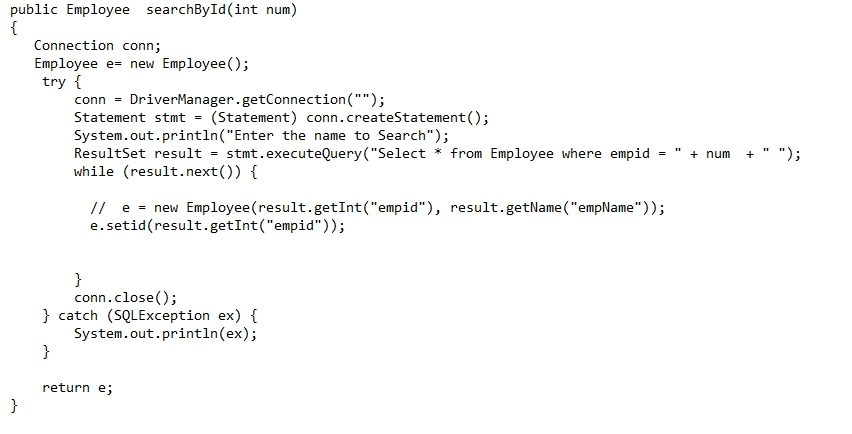 public Employee  searchById(int num)
{
   Connection conn;
   Employee e= new Employee();
    try {
        conn = DriverManager.getConnection("");
        Statement stmt = (Statement) conn.createStatement();
        System.out.println("Enter the name to Search");
        ResultSet result = stmt.executeQuery("Select * from Employee where empid = " + num  + " ");
        while (result.next()) {
          //  e = new Employee(result.getInt("empid"), result.getName("empName"));
          e.setid(result.getInt("empid"));
        }
        conn.close();
    } catch (SQLException ex) {
        System.out.println(ex);
    }
    return e;
}